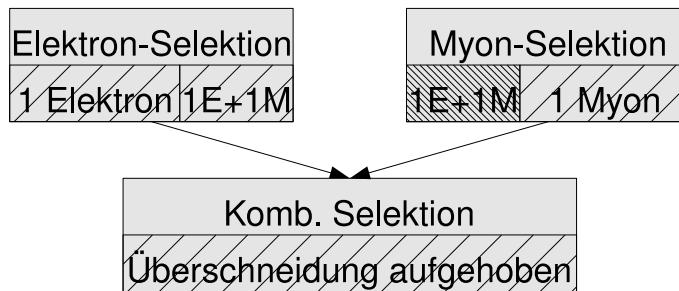 Elektron-Selektion
1 Elektron 1E+1M
Myon-Selektion
1E+1M 1 Myon
Komb. Selektion
Überschneidung aufgehoben